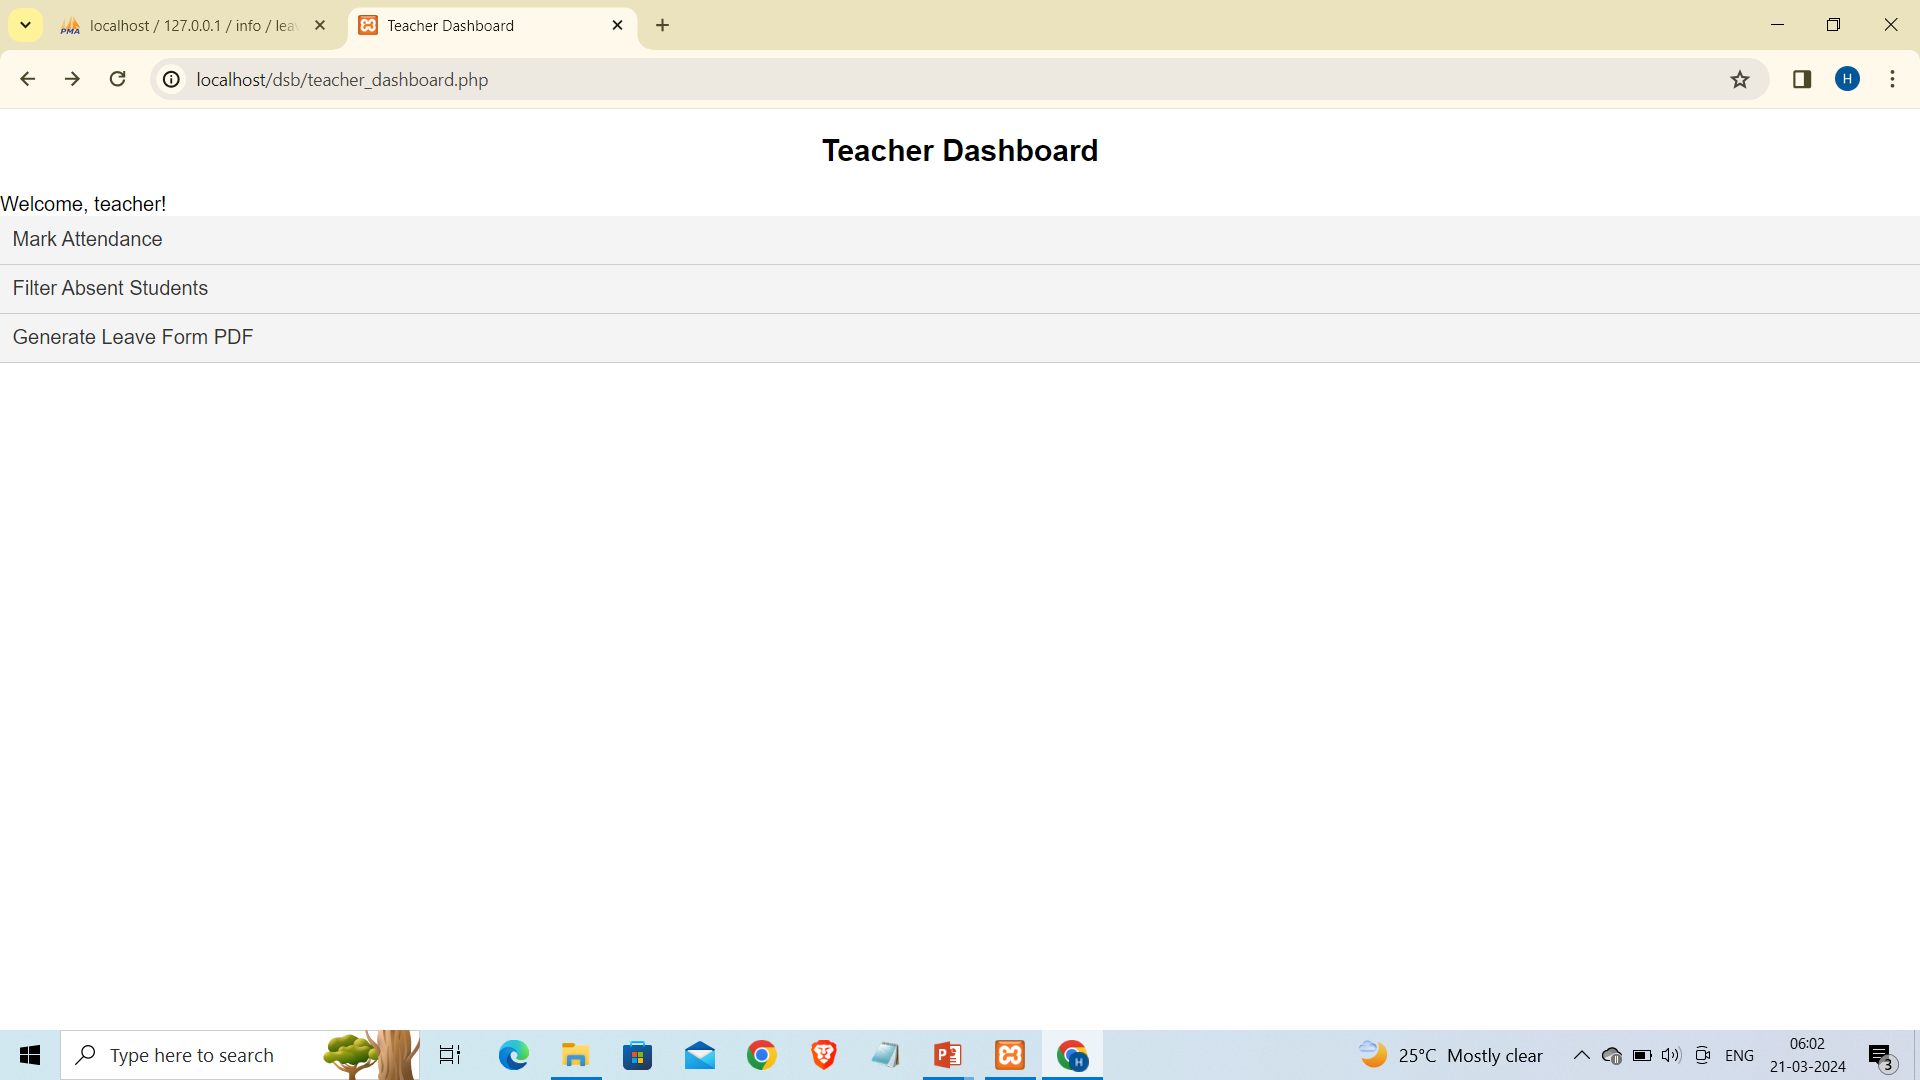 PMA localhost / 127.0.0.1 / info / lea
Teacher Dashboard
localhost/dsb/teacher_dashboard.php
H
Teacher Dashboard
Welcome, teacher!
Mark Attendance
Filter Absent Students
Generate Leave Form PDF
Type here to search
25°C Mostly clear
ENG
06:02
21-03-2024
3